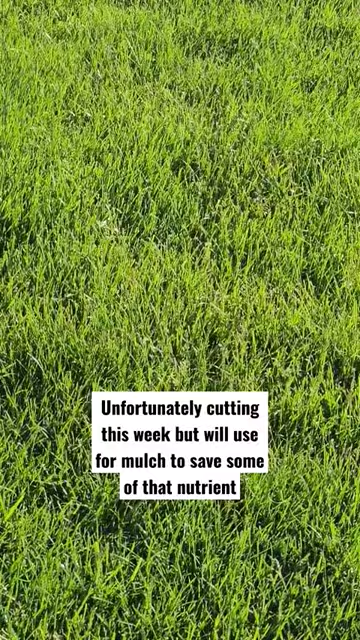 Unfortunately cutting
this week but will use
for mulch to save some
of that nutrient